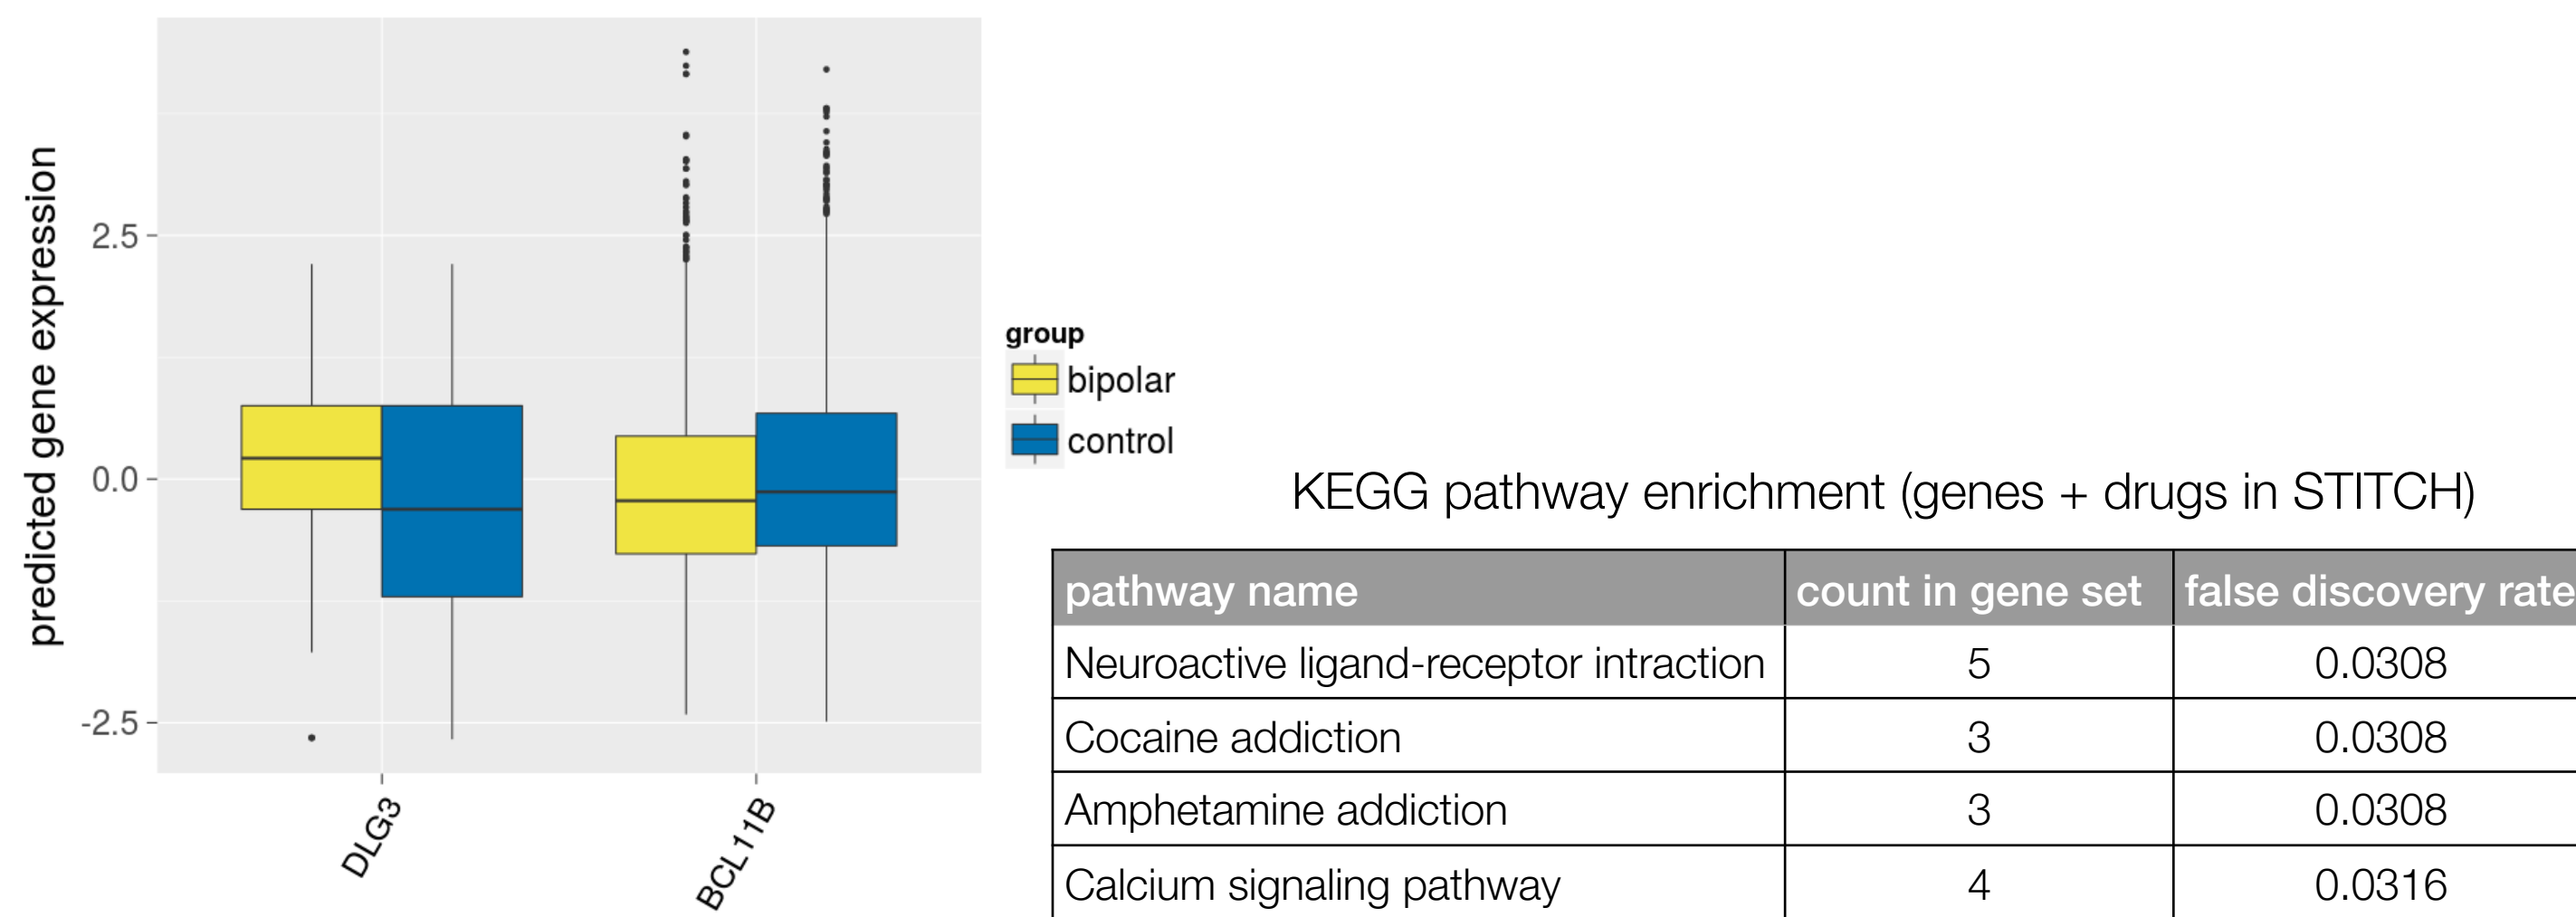 predicted gene expression
2.5
0.0
-2.5
DLG3
BCL11B
group
bipolar
control
KEGG pathway enrichment (genes + drugs in STITCH)
pathway name count in gene set false discovery rate
Neuroactive ligand-receptor intraction 5 0.0308
Cocaine addiction 3 0.0308
Amphetamine addiction 3 0.0308
Calcium signaling pathway 4 0.0316